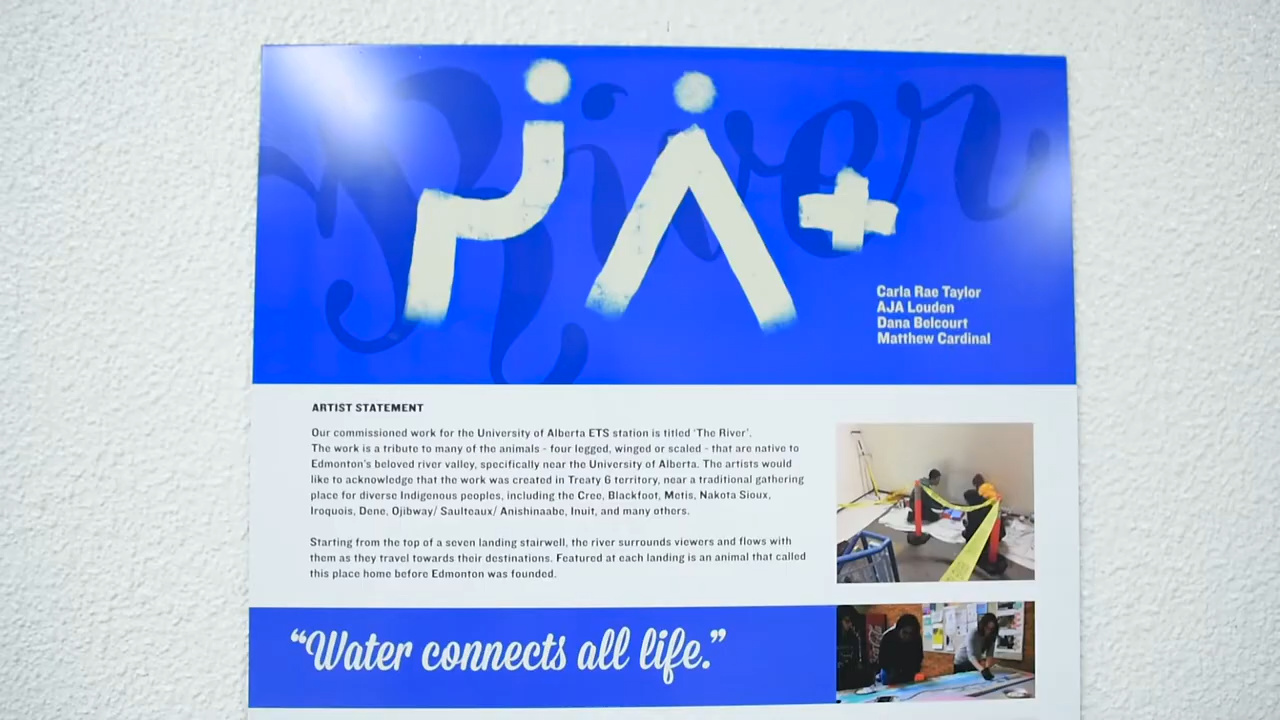 River
Carla Rae Taylor
AJA Louden
Dana Belcourt
Matthew Cardinal
ARTIST STATEMENT
Our commissioned work for the University of Alberta ETS station is titled ‘The River’.
The work is a tribute to many of the animals - four legged, winged or scaled - that are native to
Edmonton’s beloved river valley, specifically near the University of Alberta. The artists would
like to acknowledge that the work was created in Treaty 6 territory, near a traditional gathering
place for diverse Indigenous peoples, including the Cree, Blackfoot, Metis, Nakota Sioux,
Iroquois, Dene, Ojibway/ Saulteaux/ Anishinaabe, Inuit, and many others.
Starting from the top of a seven landing stairwell, the river surrounds viewers and flows with
them as they travel towards their destinations. Featured at each landing is an animal that called
this place home before Edmonton was founded.
“Water connects all life.”
Coca-Cola